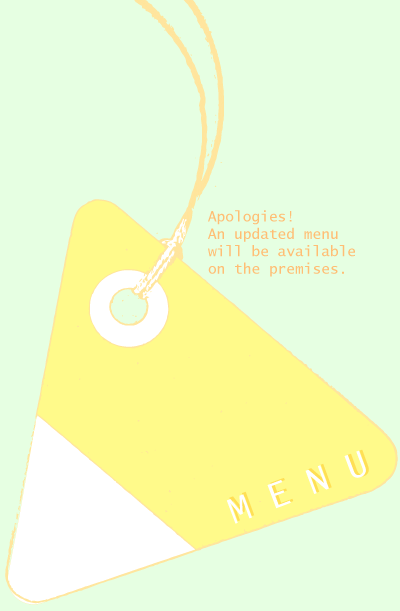 Apologies!
An updated menu
will be available
on the premises.
MENU